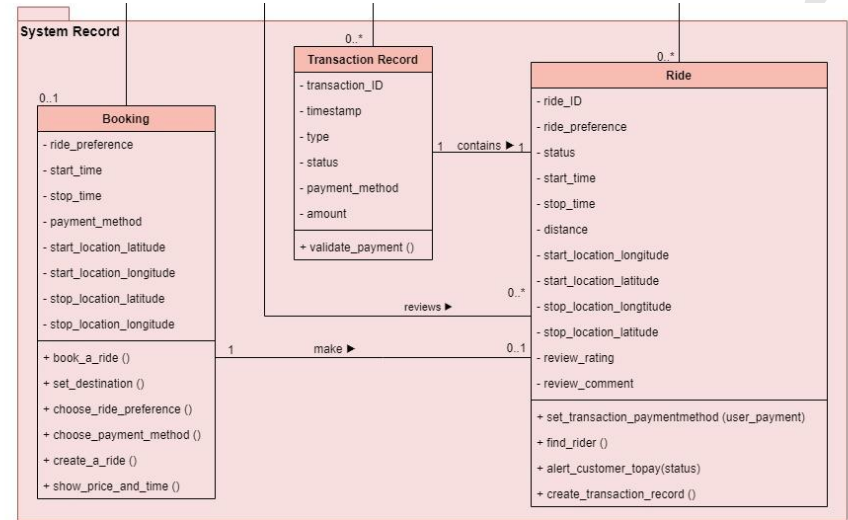 System Record
0..1
Booking
- ride_preference
- start_time
- stop_time
- payment_method
- start_location_latitude
- start_location_longitude
- stop_location_latitude
- stop_location_longitude
+ book_a_ride ()
+ set_destination ()
+ choose_ride_preference ()
+ choose_payment_method ()
+ create_a_ride ()
+ show_price_and_time ()
0..*
Transaction Record
- transaction_ID
- timestamp
- type
- status
- payment_method
- amount
+ validate_payment ()
1 contains ▶ 1
reviews ▶ 0..*
1 make ▶ 0..1
0..*
Ride
- ride_ID
- ride_preference
- status
- start_time
- stop_time
- distance
- start_location_longitude
- start_location_latitude
- stop_location_longtitude
- stop_location_latitude
- review_rating
- review_comment
+ set_transaction_paymentmethod (user_payment)
+ find_rider ()
+ alert_customer_topay(status)
+ create_transaction_record ()